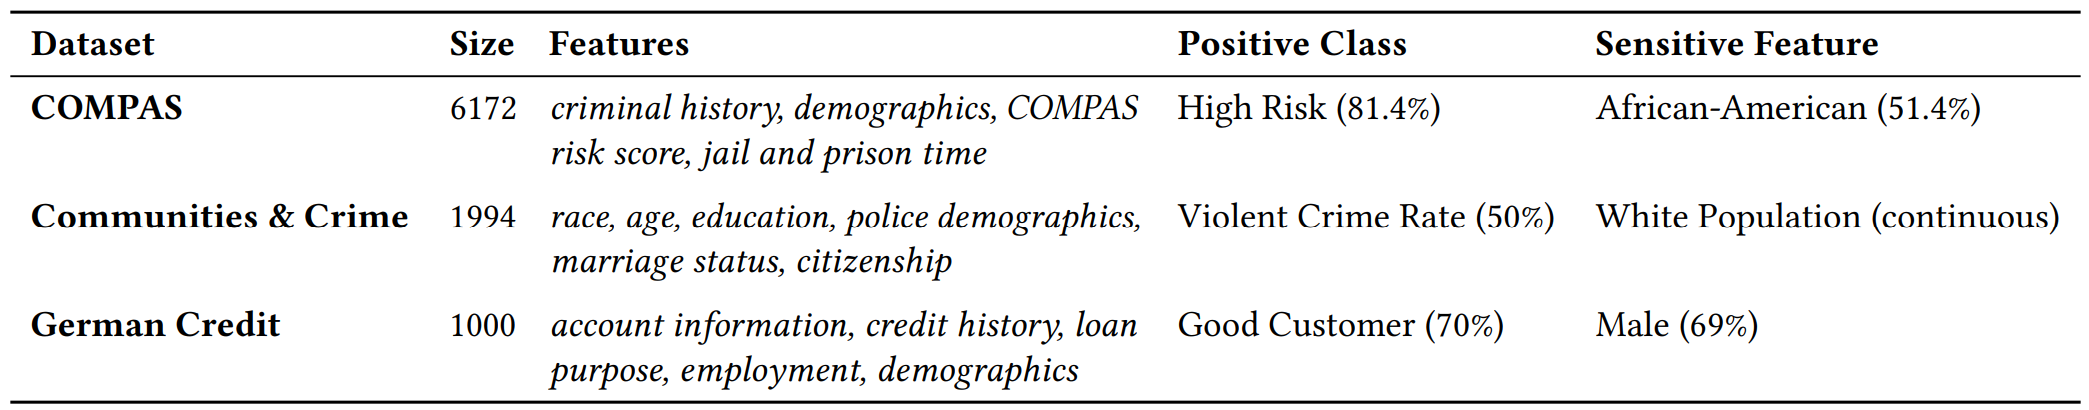 Dataset Size Features Positive Class Sensitive Feature
COMPAS 6172 criminal history, demographics, COMPAS High Risk (81.4%) African-American (51.4%)
risk score, jail and prison time
Communities & Crime 1994 race, age, education, police demographics, Violent Crime Rate (50%) White Population (continuous)
marriage status, citizenship
German Credit 1000 account information, credit history, loan Good Customer (70%) Male (69%)
purpose, employment, demographics